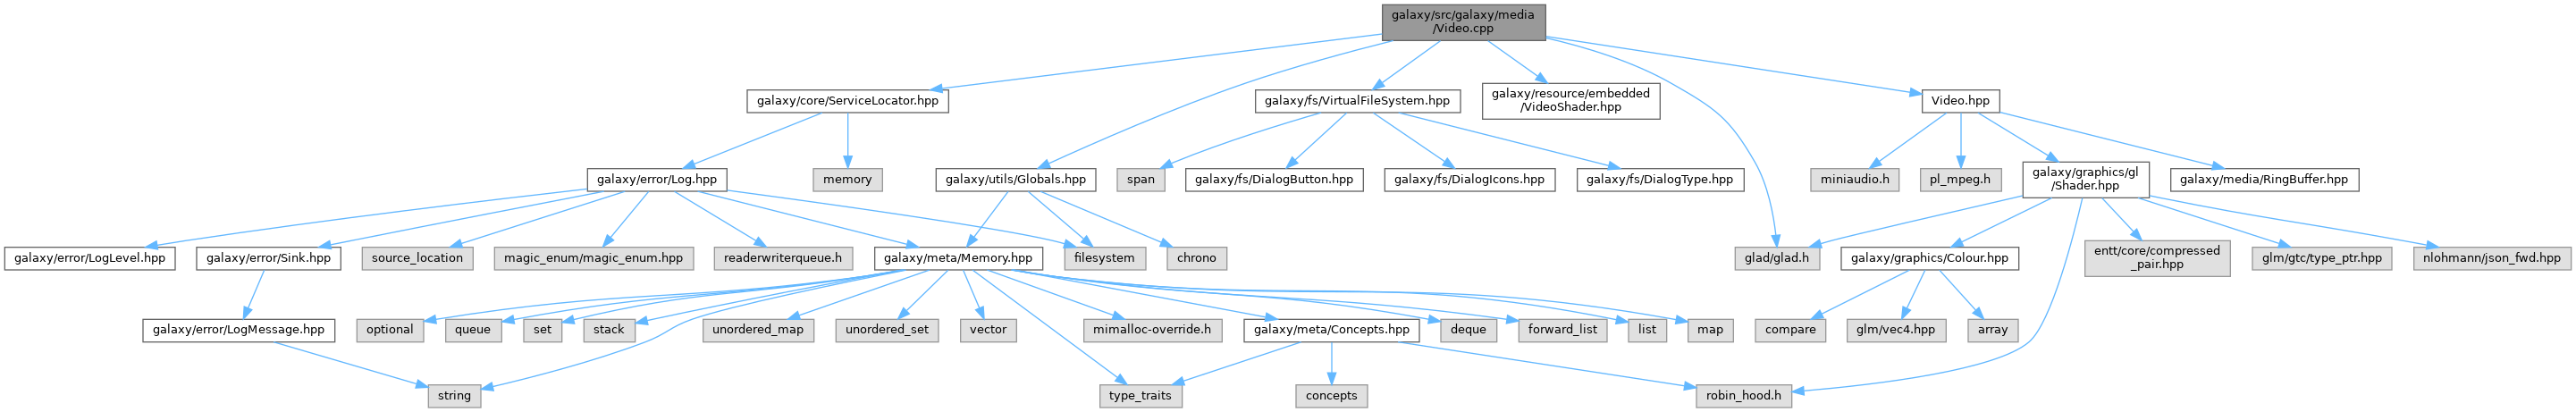 galaxy/src/galaxy/media
/Video.cpp
galaxy/core/ServiceLocator.hpp
galaxy/fs/VirtualFileSystem.hpp
galaxy/resource/embedded
/VideoShader.hpp
Video.hpp
galaxy/error/Log.hpp
memory
galaxy/utils/Globals.hpp
span
galaxy/fs/DialogButton.hpp
galaxy/fs/DialogIcons.hpp
galaxy/fs/DialogType.hpp
miniaudio.h
pl_mpeg.h
galaxy/graphics/gl
/Shader.hpp
galaxy/media/RingBuffer.hpp
galaxy/error/LogLevel.hpp
galaxy/error/Sink.hpp
source_location
magic_enum/magic_enum.hpp
readerwriterqueue.h
galaxy/meta/Memory.hpp
filesystem
chrono
glad/glad.h
galaxy/graphics/Colour.hpp
entt/core/compressed
_pair.hpp
glm/gtc/type_ptr.hpp
nlohmann/json_fwd.hpp
galaxy/error/LogMessage.hpp
optional
queue
set
stack
unordered_map
unordered_set
vector
mimalloc-override.h
galaxy/meta/Concepts.hpp
deque
forward_list
list
map
compare
glm/vec4.hpp
array
string
type_traits
concepts
robin_hood.h